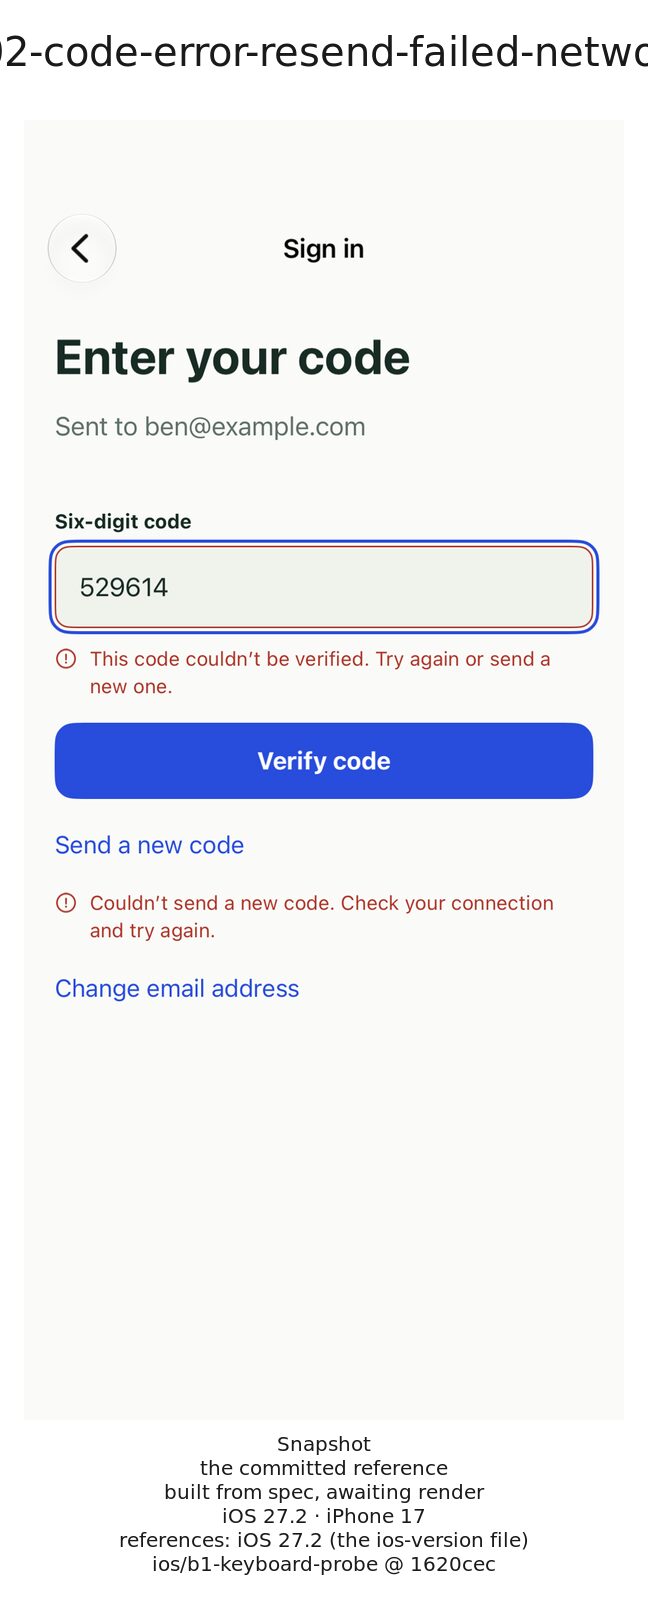 02-code-error-resend-failed-netwo
Sign in
Enter your code
Sent to ben@example.com
Six-digit code
529614
This code couldn’t be verified. Try again or send a
new one.
Verify code
Send a new code
Couldn’t send a new code. Check your connection
and try again.
Change email address
Snapshot
the committed reference
built from spec, awaiting render
iOS 27.2 · iPhone 17
references: iOS 27.2 (the ios-version file)
ios/b1-keyboard-probe @ 1620cec